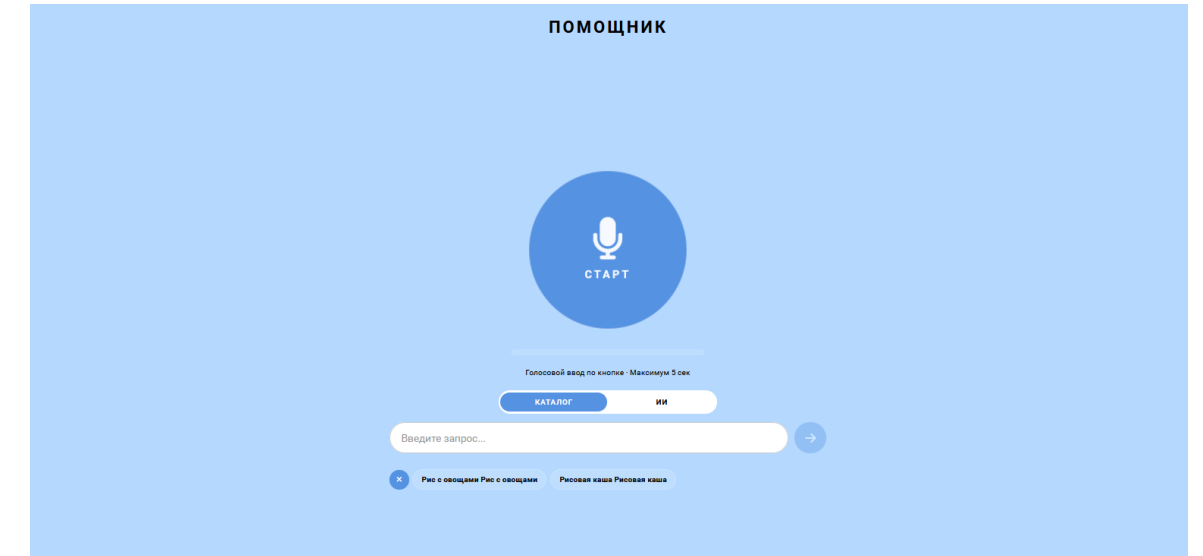 ПОМОЩНИК
СТАРТ
Голосовой ввод по кнопке · Максимум 5 сек
КАТАЛОГ ИИ
Введите запрос...
Рис с овощами Рис с овощами Рисовая каша Рисовая каша